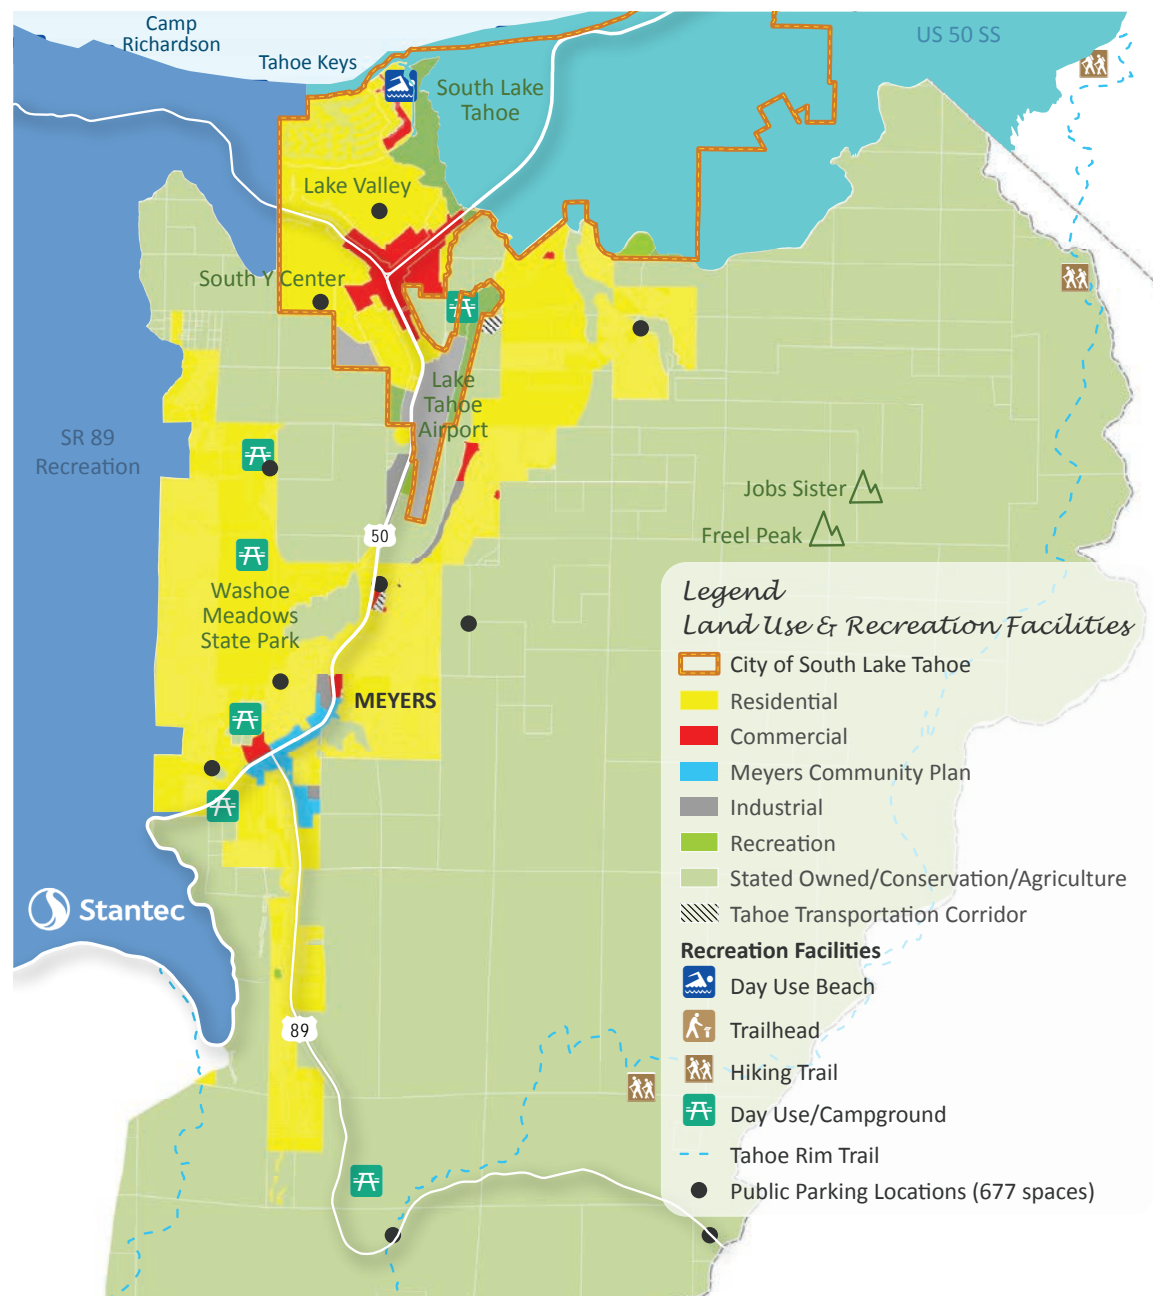 Camp
Richardson
Tahoe Keys
US 50 SS
South Lake
Tahoe
Lake Valley
South Y Center
Lake
Tahoe
Airport
SR 89
Recreation
Jobs Sister
Freel Peak
50
Washoe
Meadows
State Park
MEYERS
Stantec
89
Legend
Land Use & Recreation Facilities
City of South Lake Tahoe
Residential
Commercial
Meyers Community Plan
Industrial
Recreation
Stated Owned/Conservation/Agriculture
Tahoe Transportation Corridor
Recreation Facilities
Day Use Beach
Trailhead
Hiking Trail
Day Use/Campground
Tahoe Rim Trail
Public Parking Locations (677 spaces)